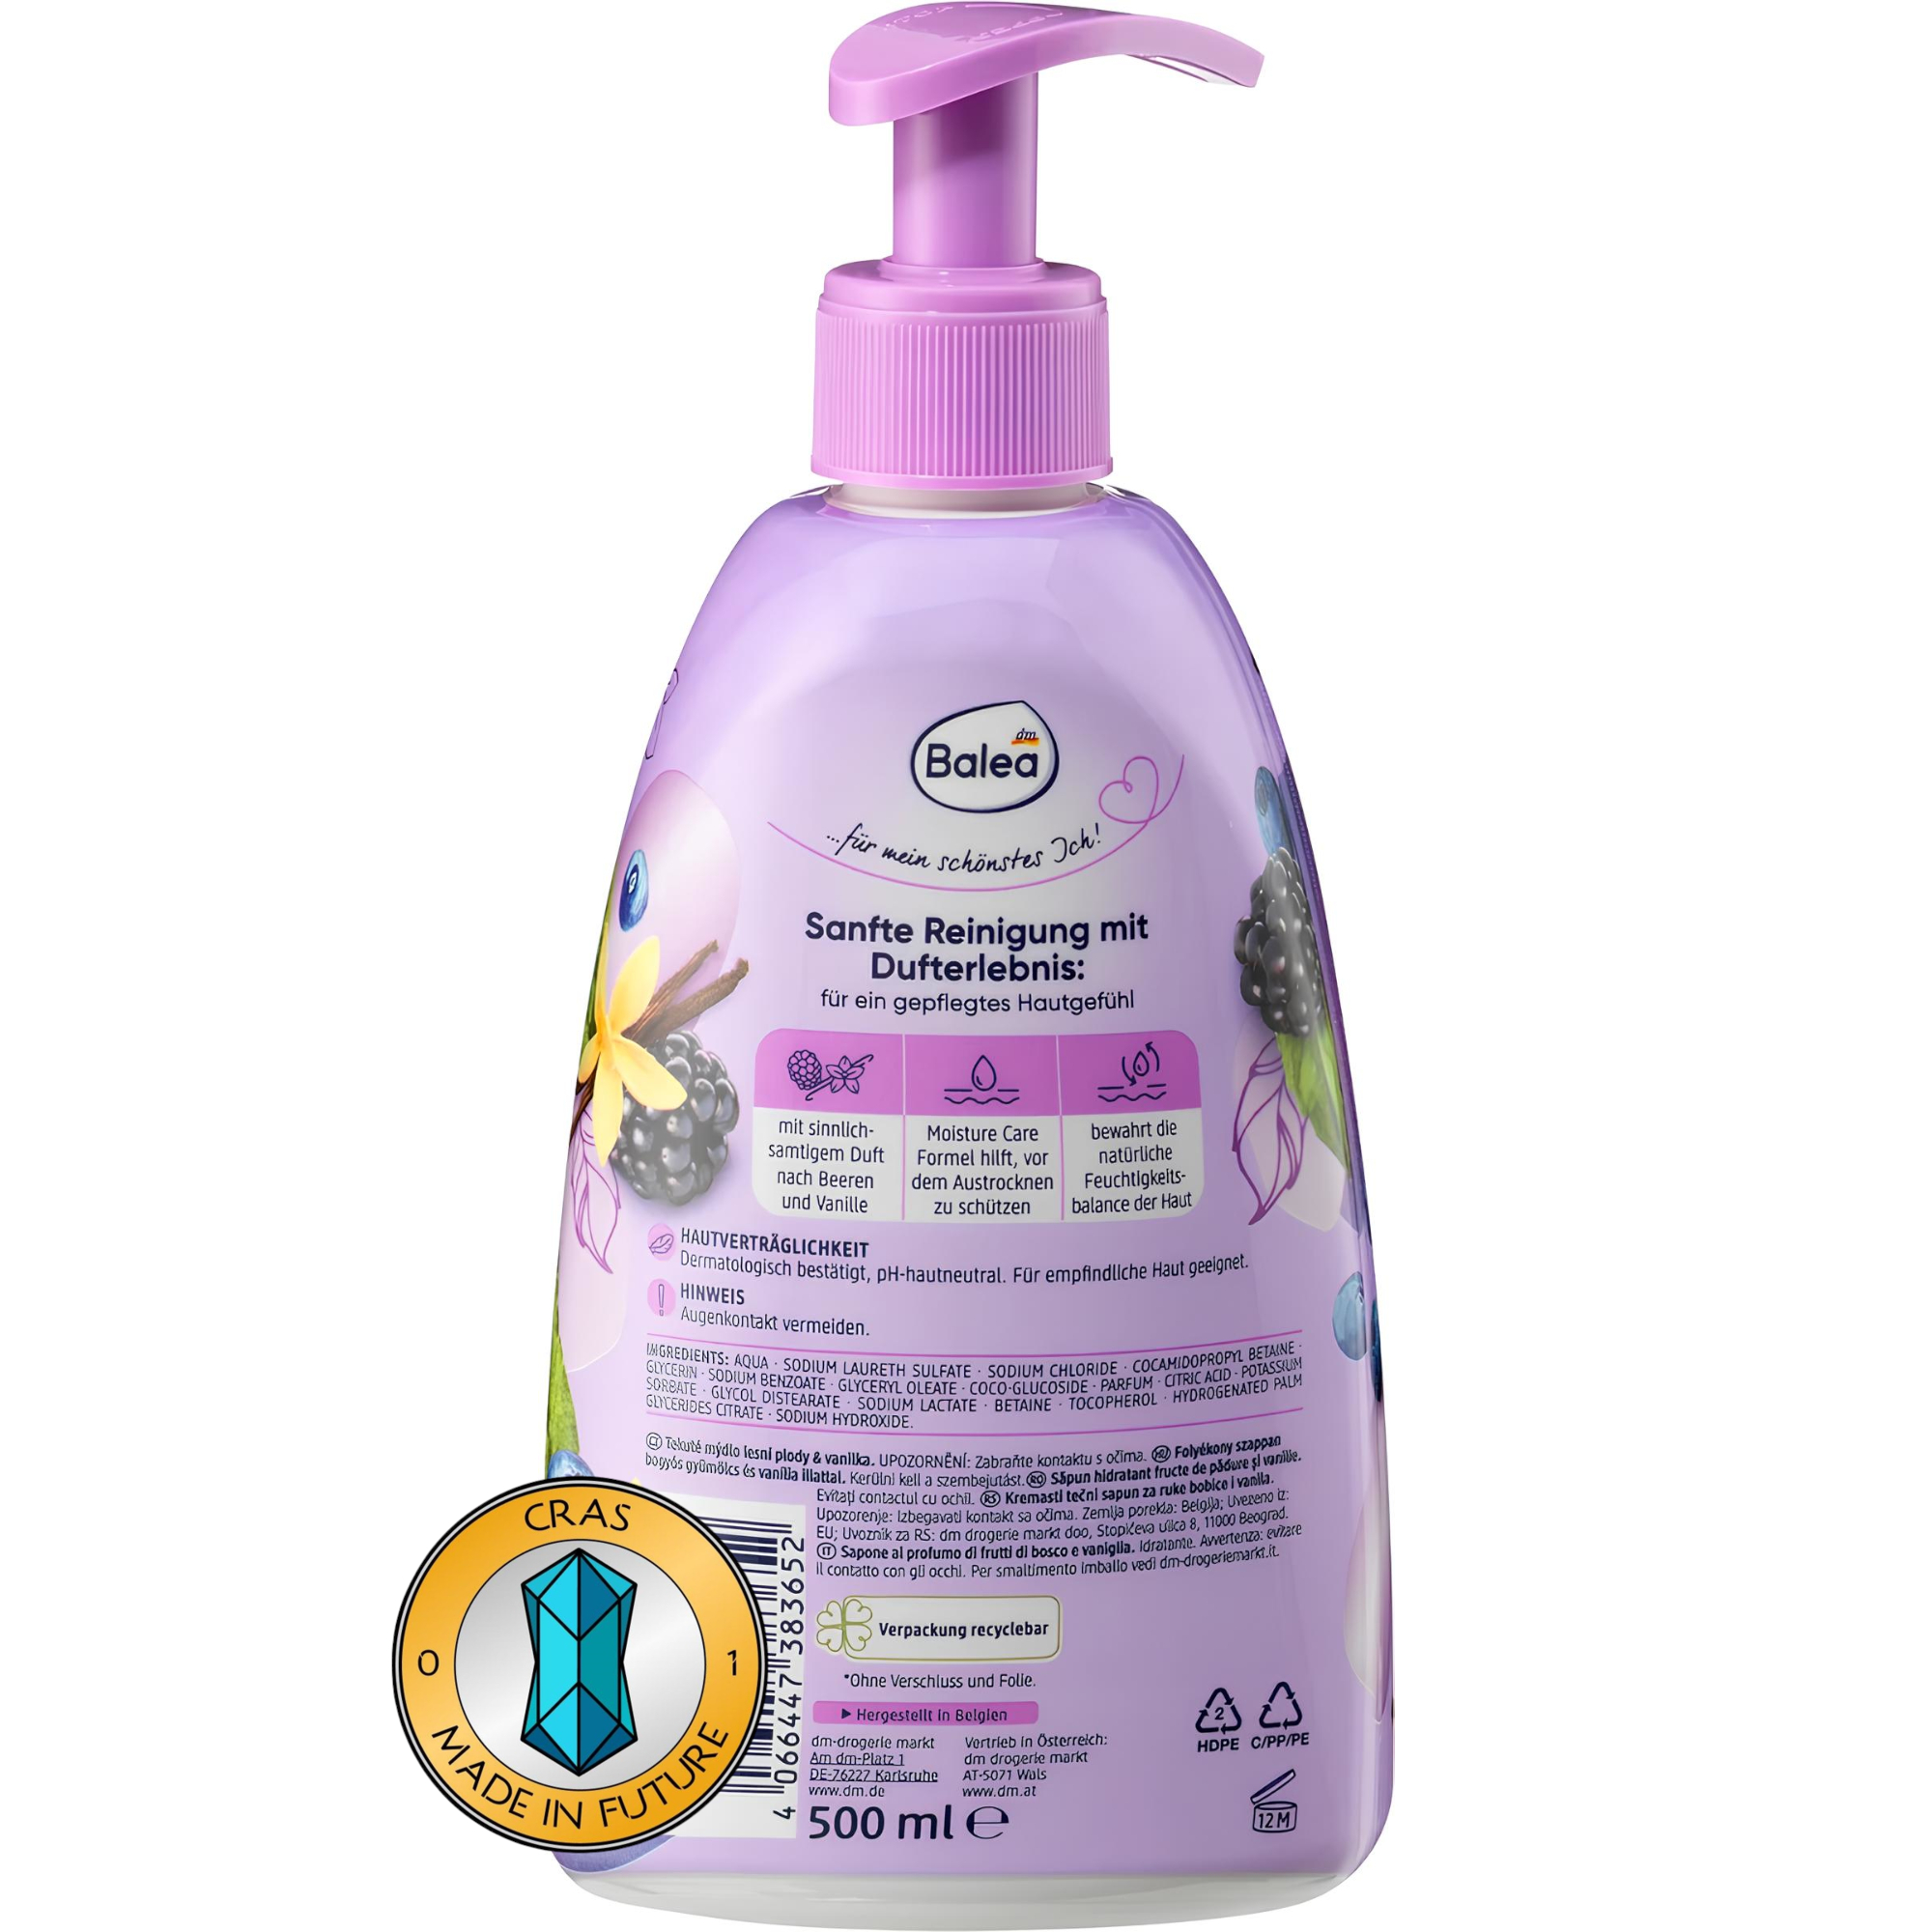 Balea
dm
...für mein schönstes Ich!
Sanfte Reinigung mit
Dufterlebnis:
für ein gepflegtes Hautgefühl
mit sinnlich-
samtigem Duft
nach Beeren
und Vanille
Moisture Care
Formel hilft, vor
dem Austrocknen
zu schützen
bewahrt die
natürliche
Feuchtigkeits-
balance der Haut
HAUTVERTRÄGLICHKEIT
Dermatologisch bestätigt, pH-hautneutral. Für empfindliche Haut geeignet.
HINWEIS
Augenkontakt vermeiden.
INGREDIENTS: AQUA · SODIUM LAURETH SULFATE · SODIUM CHLORIDE · COCAMIDOPROPYL BETAINE ·
GLYCERIN · SODIUM BENZOATE · GLYCERYL OLEATE · COCO-GLUCOSIDE · PARFUM · CITRIC ACID · POTASSIUM
SORBATE · GLYCOL DISTEARATE · SODIUM LACTATE · BETAINE · TOCOPHEROL · HYDROGENATED PALM
GLYCERIDES CITRATE · SODIUM HYDROXIDE.
CZ Tekuté mýdlo lesní plody & vanilka. UPOZORNĚNÍ: Zabraňte kontaktu s očima. HU Folyékony szappan
bogyós gyümölcs és vanília illattal. Kerülni kell a szembejutást. RO Săpun hidratant fructe de pădure și vanilie.
Evitați contactul cu ochii. RS Kremasti tečni sapun za ruke bobice i vanila.
Upozorenje: Izbegavati kontakt sa očima. Zemlja porekla: Belgija; Uvezeno iz:
EU; Uvoznik za RS: dm drogerie markt doo, Stopićeva ulica 8, 11000 Beograd.
IT Sapone al profumo di frutti di bosco e vaniglia. Idratante. Avvertenza: evitare
il contatto con gli occhi. Per smaltimento imballo vedi dm-drogeriemarkt.it.
Verpackung recyclebar
*Ohne Verschluss und Folie.
Hergestellt in Belgien
dm-drogerie markt
Am dm-Platz 1
DE-76227 Karlsruhe
www.dm.de
Vertrieb in Österreich:
dm drogerie markt
AT-5071 Wals
www.dm.at
500 ml e
4 066447 383652
2
HDPE
C/PP/PE
12 M
CRAS
0 1
MADE IN FUTURE